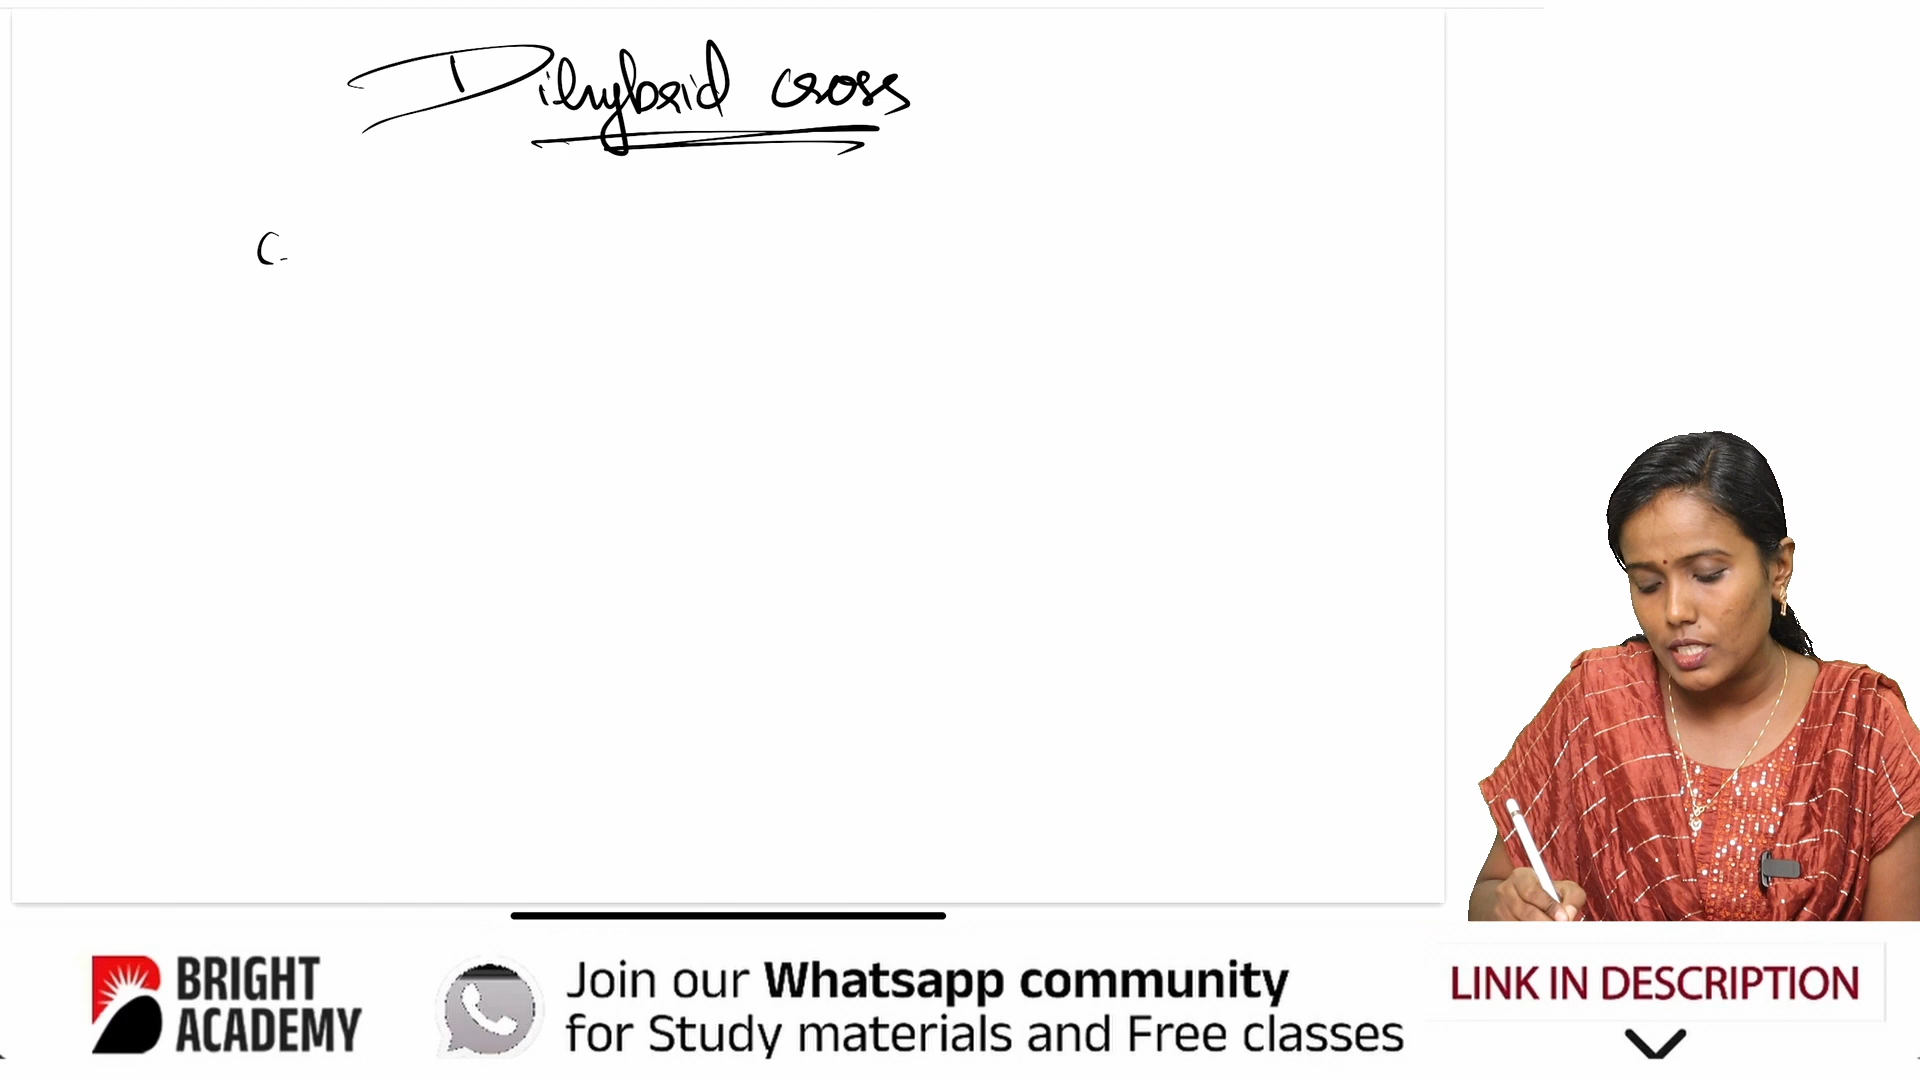 Dihybrid cross
C
BRIGHT
ACADEMY
Join our Whatsapp community
for Study materials and Free classes
LINK IN DESCRIPTION